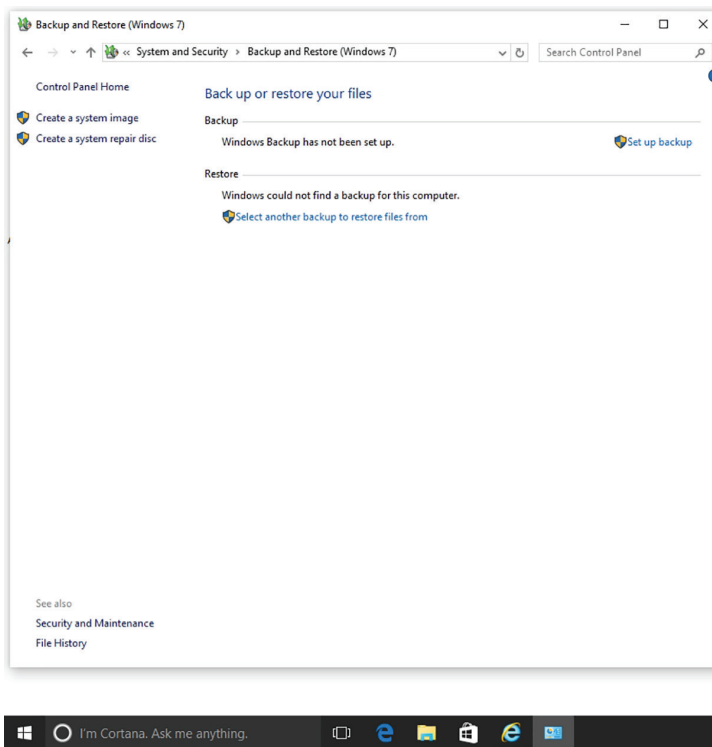 Backup and Restore (Windows 7)
« System and Security > Backup and Restore (Windows 7)
Search Control Panel
Control Panel Home
Create a system image
Create a system repair disc
Back up or restore your files
Backup
Windows Backup has not been set up.
Set up backup
Restore
Windows could not find a backup for this computer.
Select another backup to restore files from
See also
Security and Maintenance
File History
I'm Cortana. Ask me anything.